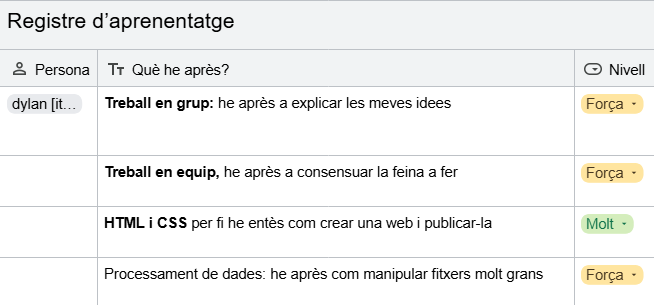 Registre d’aprenentatge
Persona Què he après? Nivell
dylan [it… Treball en grup: he après a explicar les meves idees Força
Treball en equip, he après a consensuar la feina a fer Força
HTML i CSS per fi he entès com crear una web i publicar-la Molt
Processament de dades: he après com manipular fitxers molt grans Força